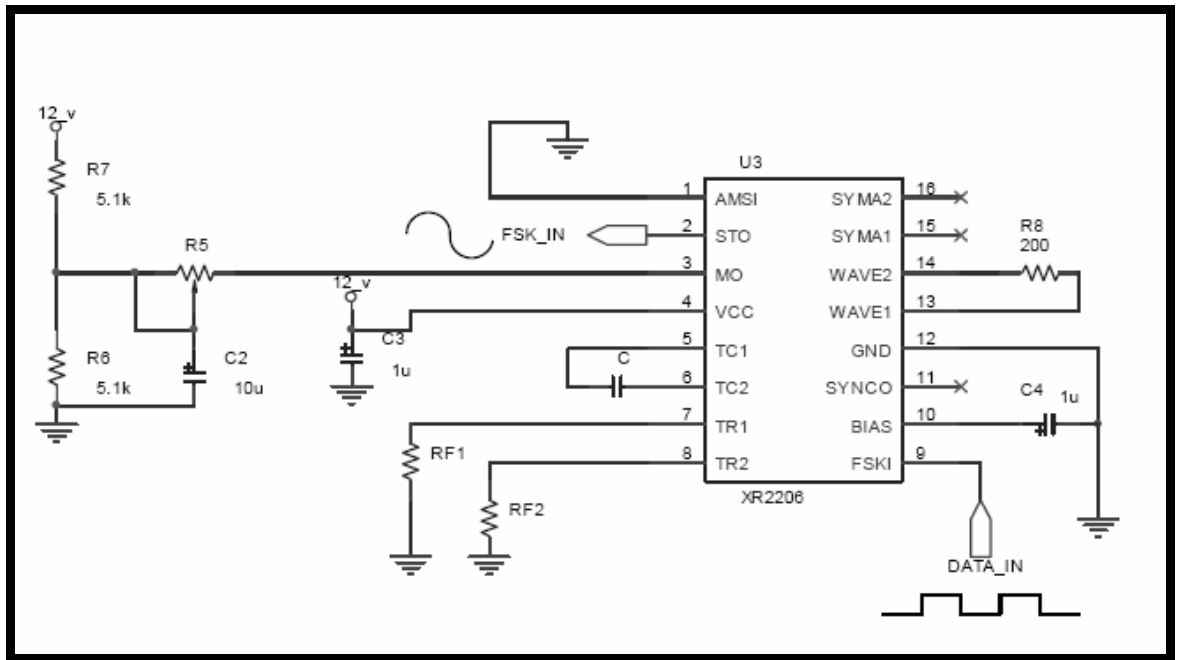 12_v
R7
5.1k
R5
R6
5.1k
C2
10u
12_v
C3
1u
FSK_IN
C
RF1
RF2
U3
1 AMSI SYMA2 16
2 STO SYMA1 15
3 MO WAVE2 14
4 VCC WAVE1 13
5 TC1 GND 12
6 TC2 SYNCO 11
7 TR1 BIAS 10
8 TR2 FSKI 9
XR2206
R8
200
C4 1u
DATA_IN